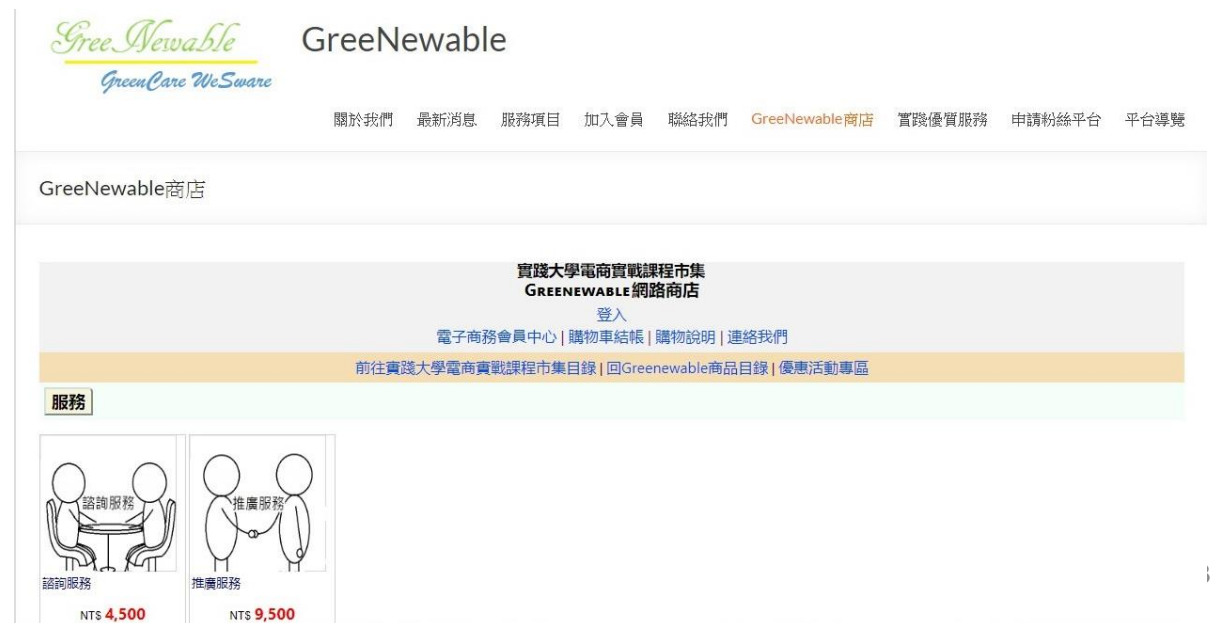 GreeNewable
GreenCare WeSware
GreeNewable
關於我們 最新消息 服務項目 加入會員 聯絡我們 GreeNewable商店 實踐優質服務 申請粉絲平台 平台導覽
GreeNewable商店
實踐大學電商實戰課程市集
GREENEWABLE網路商店
登入
電子商務會員中心 | 購物車結帳 | 購物說明 | 連絡我們
前往實踐大學電商實戰課程市集目錄 | 回Greenewable商品目錄 | 優惠活動專區
服務
諮詢服務 推廣服務
諮詢服務 推廣服務
NT$ 4,500 NT$ 9,500